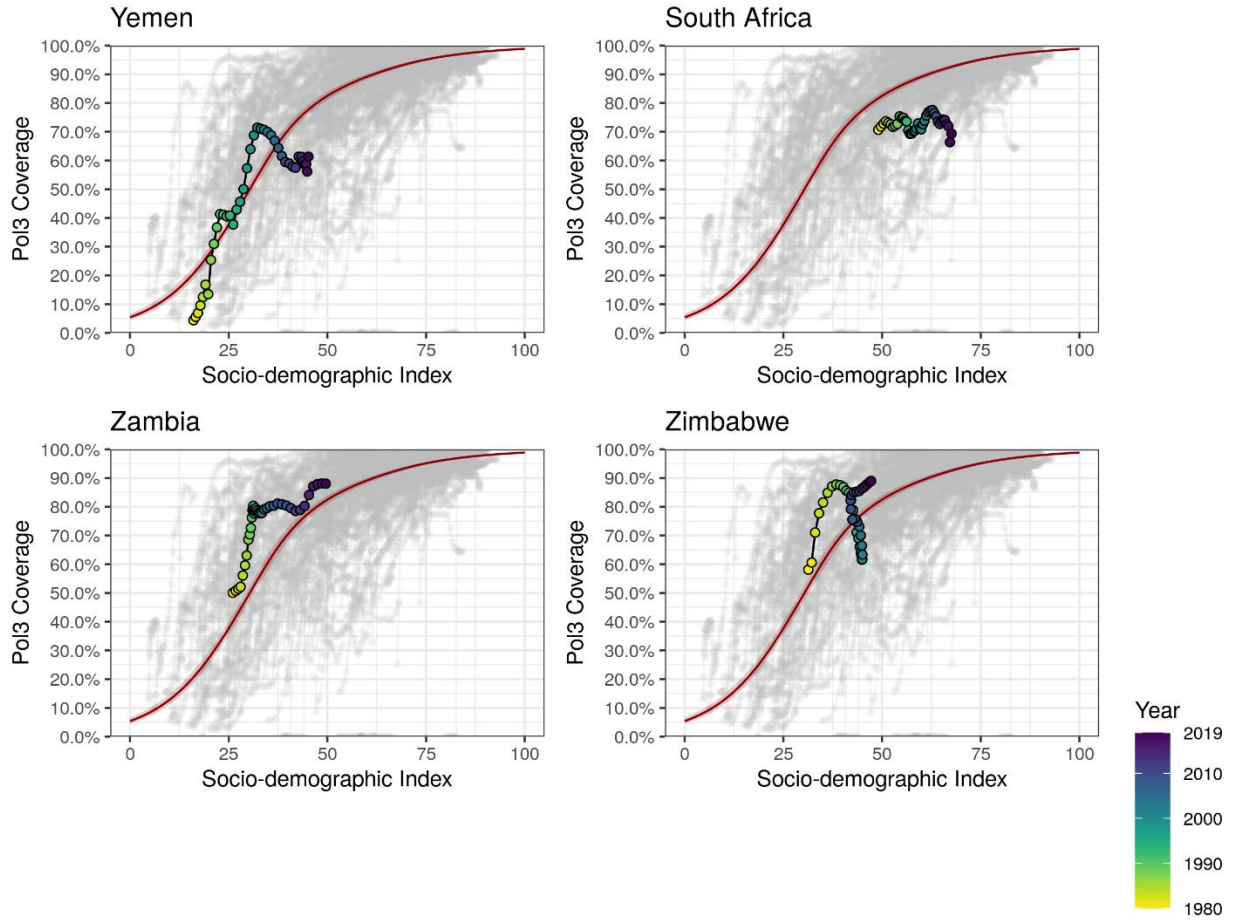 Yemen
South Africa
100.0%
90.0%
80.0%
70.0%
60.0%
50.0%
40.0%
30.0%
20.0%
10.0%
0.0%
Pol3 Coverage
0 25 50 75 100
Socio-demographic Index
100.0%
90.0%
80.0%
70.0%
60.0%
50.0%
40.0%
30.0%
20.0%
10.0%
0.0%
Pol3 Coverage
0 25 50 75 100
Socio-demographic Index
Zambia
Zimbabwe
100.0%
90.0%
80.0%
70.0%
60.0%
50.0%
40.0%
30.0%
20.0%
10.0%
0.0%
Pol3 Coverage
0 25 50 75 100
Socio-demographic Index
100.0%
90.0%
80.0%
70.0%
60.0%
50.0%
40.0%
30.0%
20.0%
10.0%
0.0%
Pol3 Coverage
0 25 50 75 100
Socio-demographic Index
Year
2019
2010
2000
1990
1980